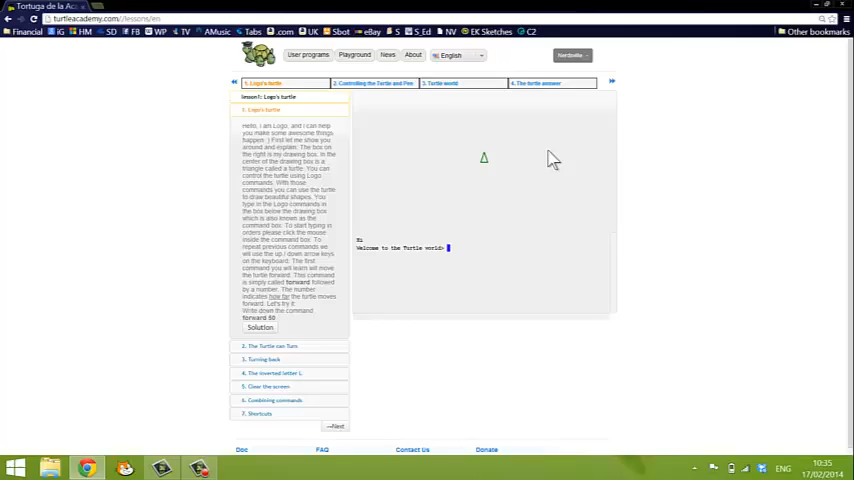 Tortuga de la Ac
turtleacademy.com//lessons/en
Financial iG HM SD FB WP TV AMusic Tabs .com UK Sbot eBay S S_Ed IT NV EK Sketches C2 Other bookmarks
User programs Playground News About English
1. Logo's turtle 2. Controlling the Turtle and Pen 3. Turtle world 4. The turtle answer
lesson1: Logo's turtle
1. Logo's turtle
Hello, I am Logo, and I can help
you make some awesome things
happen :) First let me show you
around and explain: The box on
the right is my drawing box. In the
center of the drawing box is a
triangle called a turtle. You can
control the turtle using Logo
commands. With those
commands you can use the turtle
to draw beautiful shapes. You
type in the Logo commands in
the box below the drawing box
which is also known as the
command box. To start typing in
orders please click the mouse
inside the command box. To
repeat previous commands we
will use the up / down arrow keys
on the keyboard. The first
command you will learn will move
the turtle forward. This command
is simply called forward followed
by a number. The number
indicates how far the turtle moves
forward. Let's try it
Write down the command
forward 50
Solution
Hi
Welcome to the Turtle world>
2. The Turtle can Turn
3. Turning back
4. The inverted letter L
5. Clear the screen
6. Combining commands
7. Shortcuts
→Next
Doc FAQ Contact Us Donate
ENG
10:35
17/02/2014